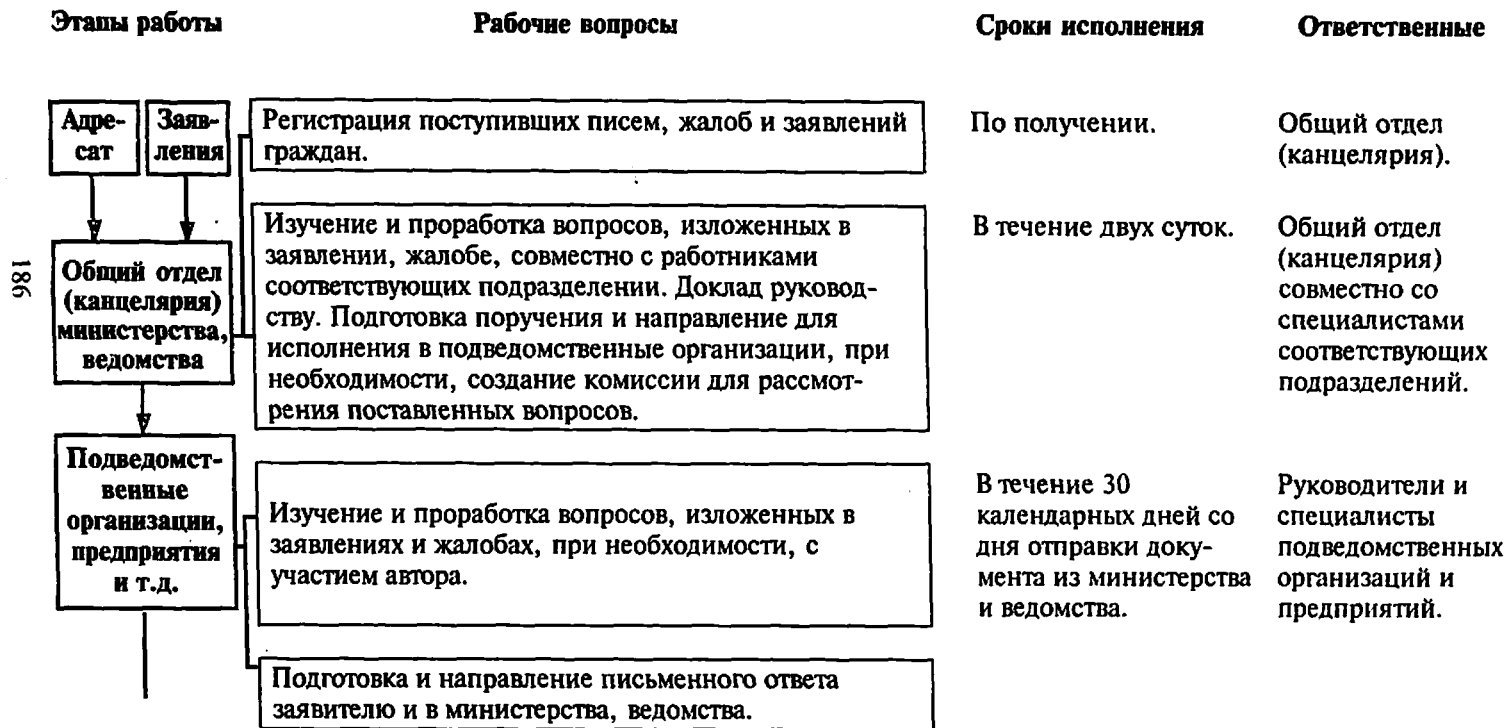 Этапы работы
Рабочие вопросы
Сроки исполнения
Ответственные
Адре-
сат
Заяв-
ления
Регистрация поступивших писем, жалоб и заявлений
граждан.
По получении.
Общий отдел
(канцелярия).
Общий отдел
(канцелярия)
министерства,
ведомства
Изучение и проработка вопросов, изложенных в
заявлении, жалобе, совместно с работниками
соответствующих подразделении. Доклад руковод-
ству. Подготовка поручения и направление для
исполнения в подведомственные организации, при
необходимости, создание комиссии для рассмот-
рения поставленных вопросов.
В течение двух суток.
Общий отдел
(канцелярия)
совместно со
специалистами
соответствующих
подразделений.
186
Подведомст-
венные
организации,
предприятия
и т.д.
Изучение и проработка вопросов, изложенных в
заявлениях и жалобах, при необходимости, с
участием автора.
В течение 30
календарных дней со
дня отправки доку-
мента из министерства
и ведомства.
Руководители и
специалисты
подведомственных
организаций и
предприятий.
Подготовка и направление письменного ответа
заявителю и в министерства, ведомства.